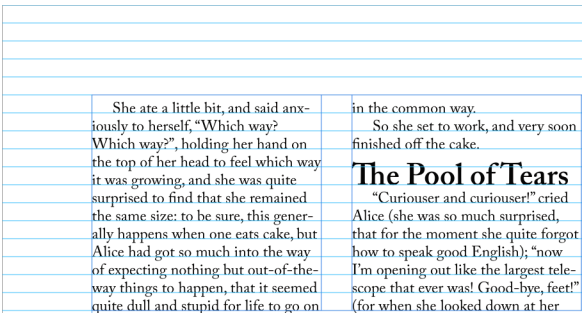 She ate a little bit, and said anx-
iously to herself, “Which way?
Which way?”, holding her hand on
the top of her head to feel which way
it was growing, and she was quite
surprised to find that she remained
the same size: to be sure, this gener-
ally happens when one eats cake, but
Alice had got so much into the way
of expecting nothing but out-of-the-
way things to happen, that it seemed
quite dull and stupid for life to go on
in the common way.
So she set to work, and very soon
finished off the cake.
The Pool of Tears
“Curiouser and curiouser!” cried
Alice (she was so much surprised,
that for the moment she quite forgot
how to speak good English); “now
I’m opening out like the largest tele-
scope that ever was! Good-bye, feet!”
(for when she looked down at her